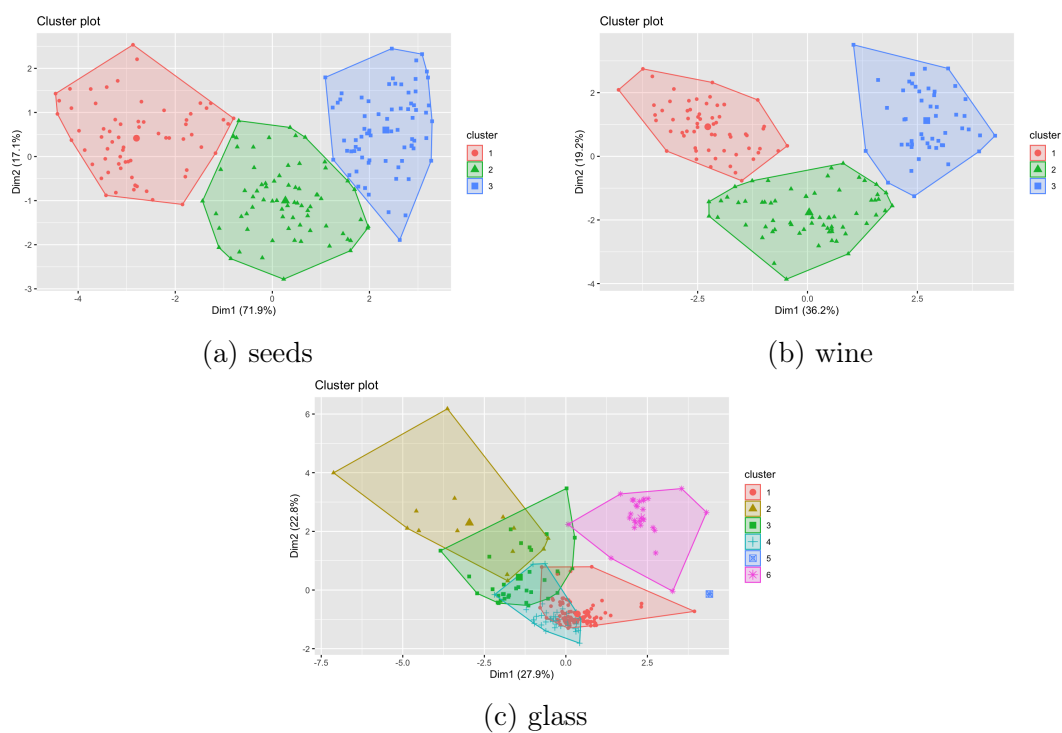 Cluster plot
Dim2 (17.1%)
2
1
0
-1
-2
-3
-4
-2
0
2
Dim1 (71.9%)
cluster
1
2
3
(a) seeds
Cluster plot
Dim2 (19.2%)
2
0
-2
-4
-2.5
0.0
2.5
Dim1 (36.2%)
cluster
1
2
3
(b) wine
Cluster plot
Dim2 (22.8%)
6
4
2
0
-2
-7.5
-5.0
-2.5
0.0
2.5
Dim1 (27.9%)
cluster
1
2
3
4
5
6
(c) glass